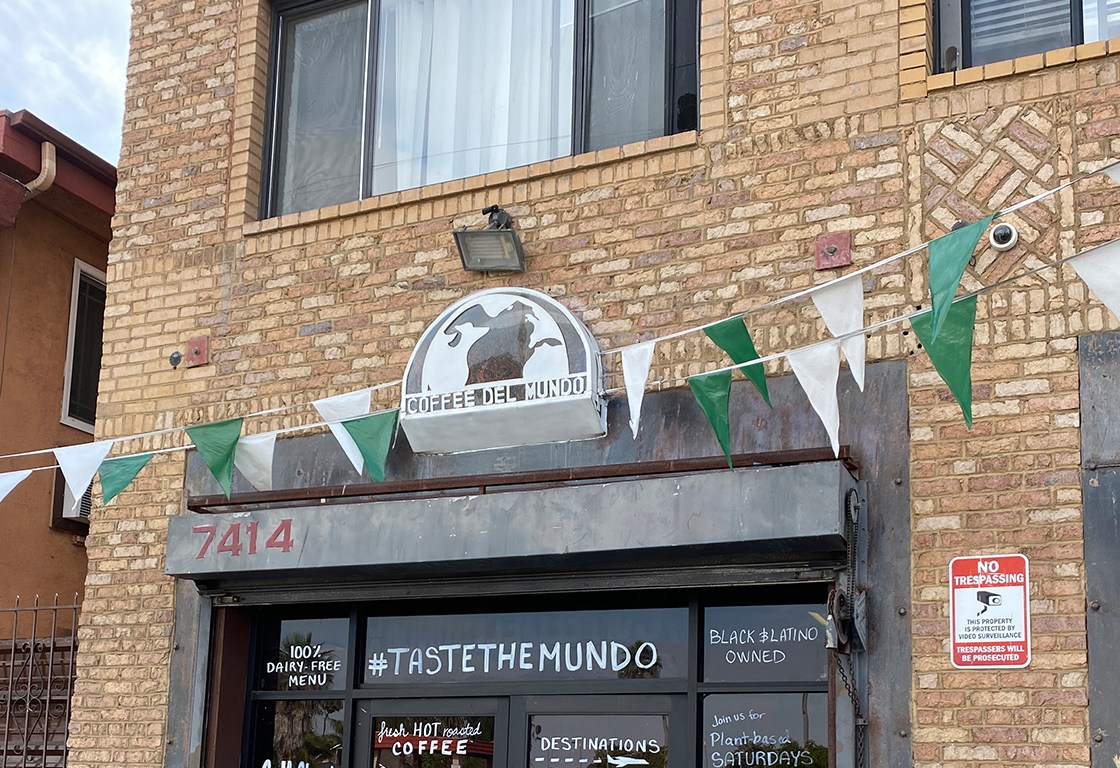 COFFEE DEL MUNDO
7414
NO
TRESPASSING
THIS PROPERTY
IS PROTECTED BY
VIDEO SURVEILLANCE
TRESPASSERS WILL
BE PROSECUTED
100%
DAIRY-FREE
MENU
#TASTETHEMUNDO
BLACK & LATINO
OWNED
fresh HOT roasted
COFFEE
DESTINATIONS
Join us for
Plant-based
SATURDAYS